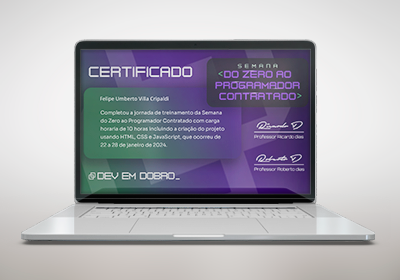 CERTIFICADO
SEMANA
<DO ZERO AO
PROGRAMADOR
CONTRATADO>
Felipe Umberto Villa Cripaldi
Completou a jornada de treinamento da Semana
do Zero ao Programador Contratado com carga
horária de 10 horas incluindo a criação do projeto
usando HTML, CSS e JavaScript, que ocorreu de
22 a 28 de janeiro de 2024.
Ricardo D
Professor Ricardo dias
Roberto D
Professor Roberto dias
DEV EM DOBRO_